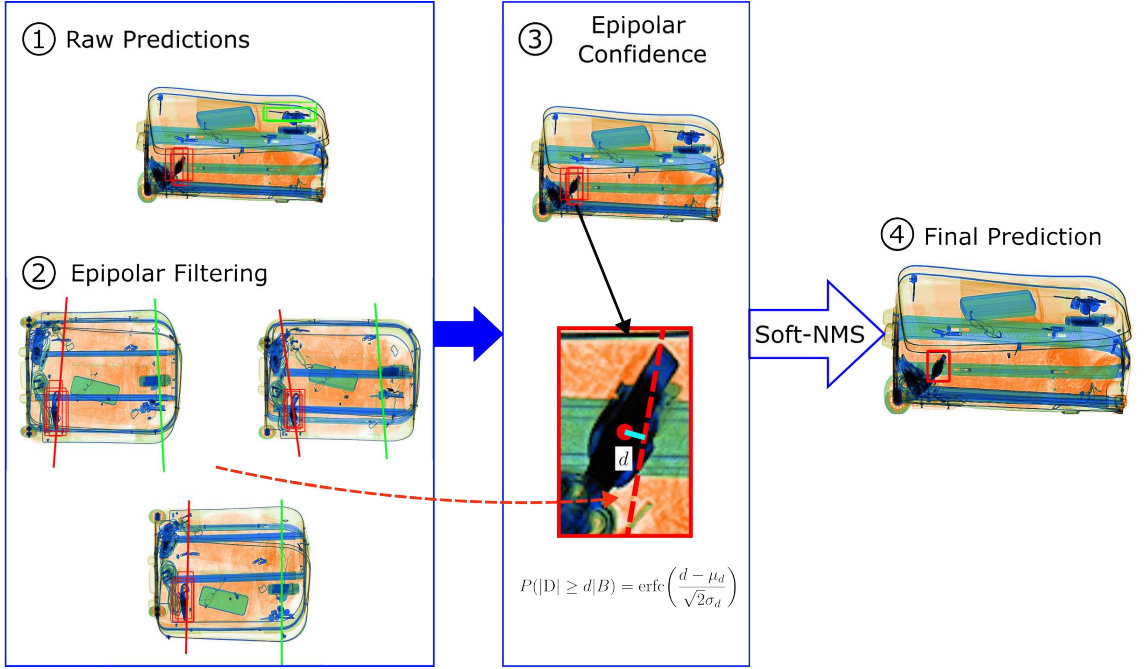 ① Raw Predictions
② Epipolar Filtering
③ Epipolar
Confidence
d
P(|D| ≥ d|B) = erfc((d − μ_d)/(√2σ_d))
Soft-NMS
④ Final Prediction